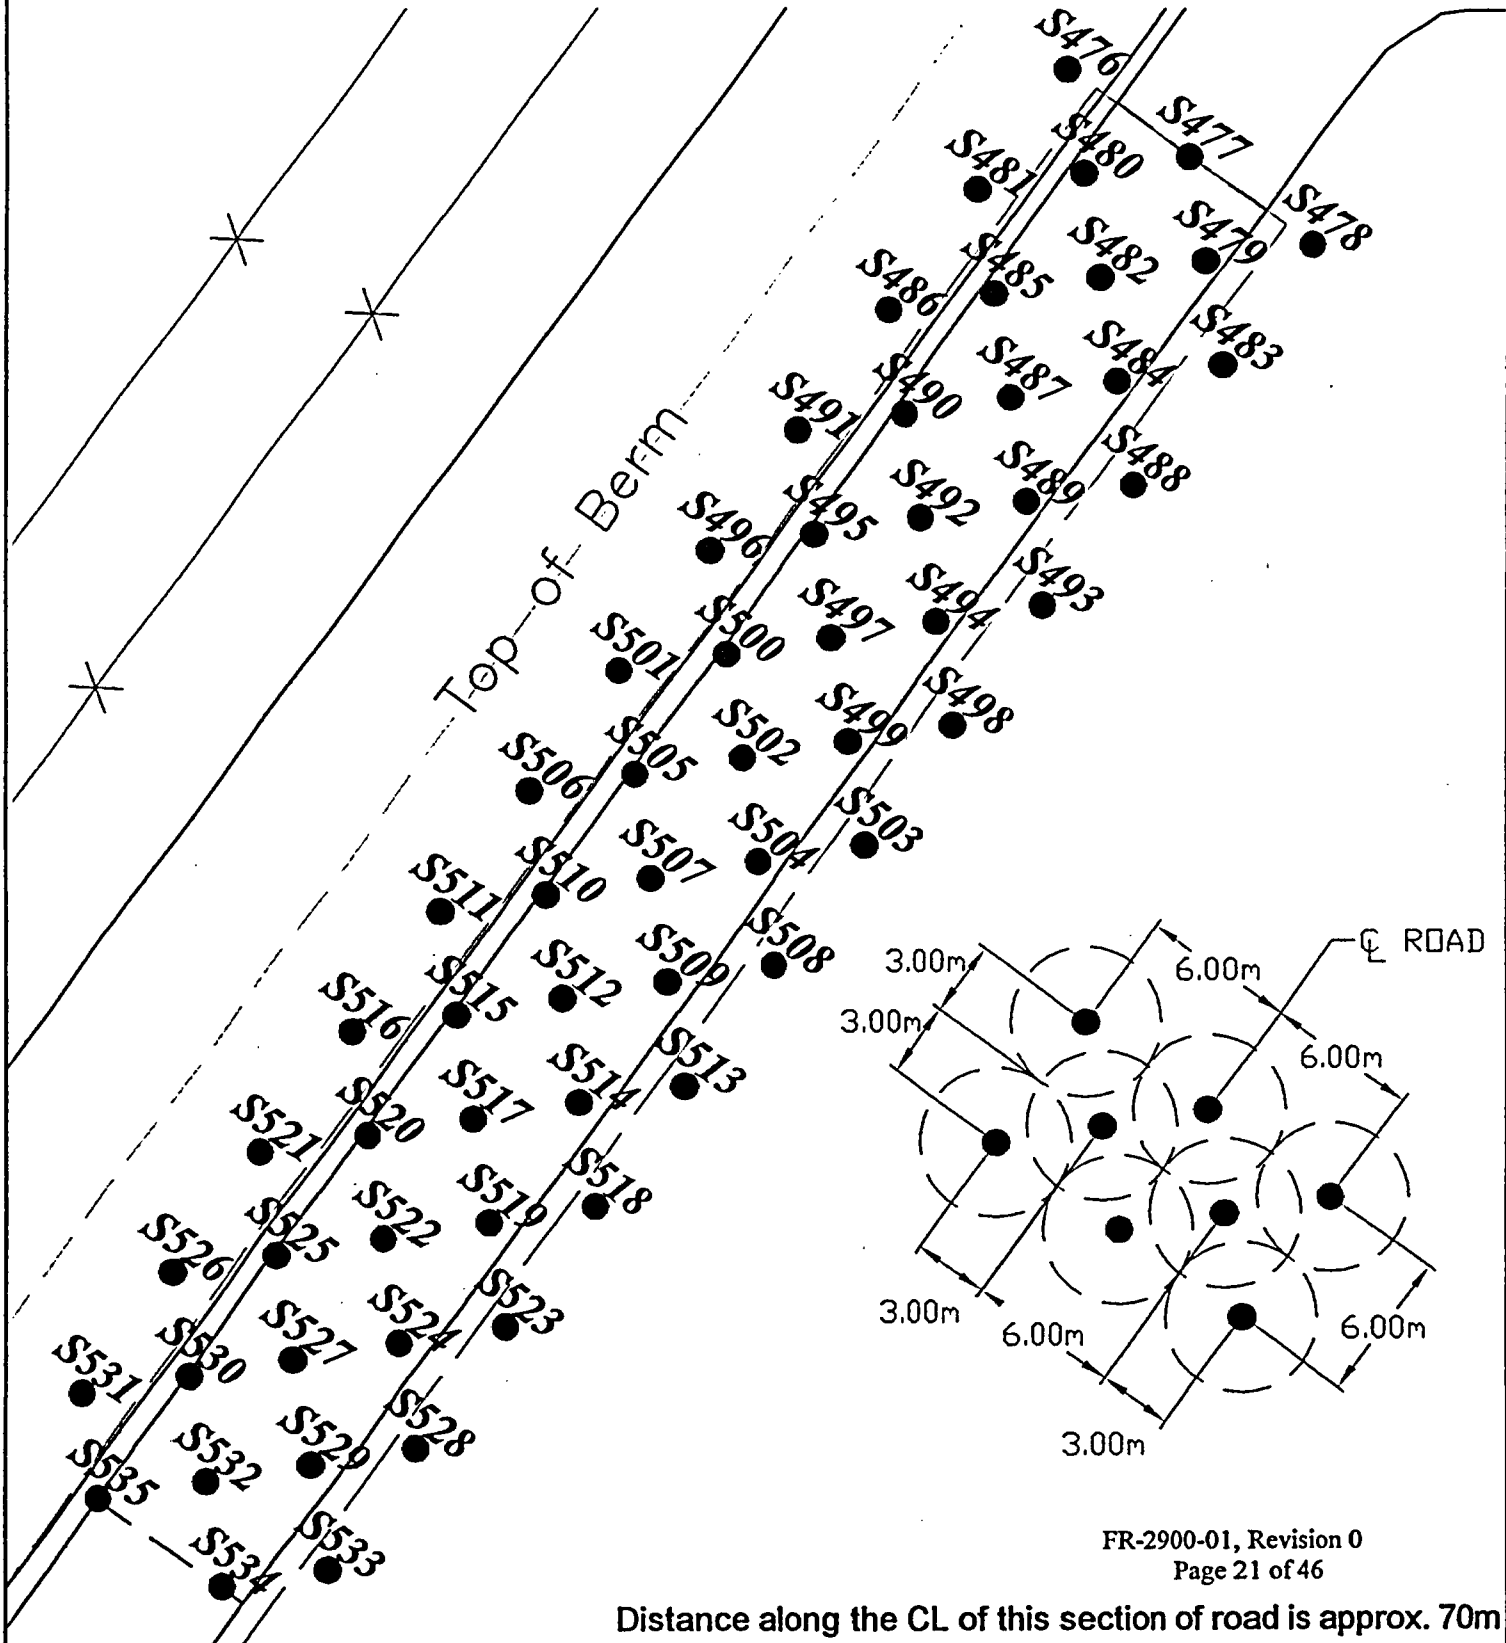 S476
S477
S480
S481
S478
S479
S482
S485
S486
S483
S484
S487
S490
S491
S488
S489
S492
S495
S496
S493
S494
S497
S500
S501
S498
S499
S502
S505
S506
S503
S504
S507
S510
S511
S508
S509
S512
S515
S516
S513
S514
S517
S520
S521
S518
S519
S522
S525
S526
S523
S524
S527
S530
S531
S528
S529
S532
S535
S533
S534
Top of Berm
℄ ROAD
3.00m
6.00m
3.00m
6.00m
3.00m
6.00m
6.00m
3.00m
FR-2900-01, Revision 0
Page 21 of 46
Distance along the CL of this section of road is approx. 70m